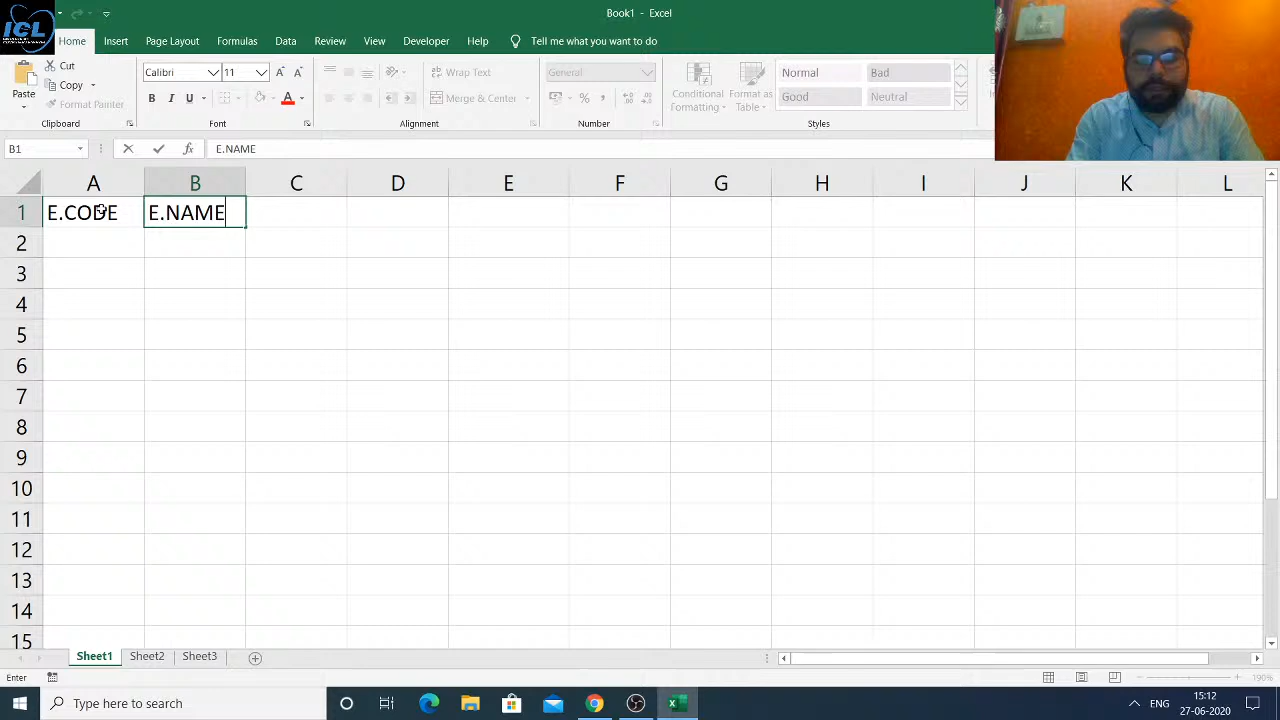 ICL
Book1 - Excel
Home Insert Page Layout Formulas Data Review View Developer Help Tell me what you want to do
Paste
Cut
Copy
Format Painter
Clipboard
Calibri 11
B I U A
Font
Wrap Text
Merge & Center
Alignment
General
%
Number
Conditional Formatting
Format as Table
Normal Bad
Good Neutral
Styles
B1 fx E.NAME
A B C D E F G H I J K L
1 E.CODE E.NAME
2
3
4
5
6
7
8
9
10
11
12
13
14
15
Sheet1 Sheet2 Sheet3
Enter 190%
Type here to search
ENG
15:12
27-06-2020